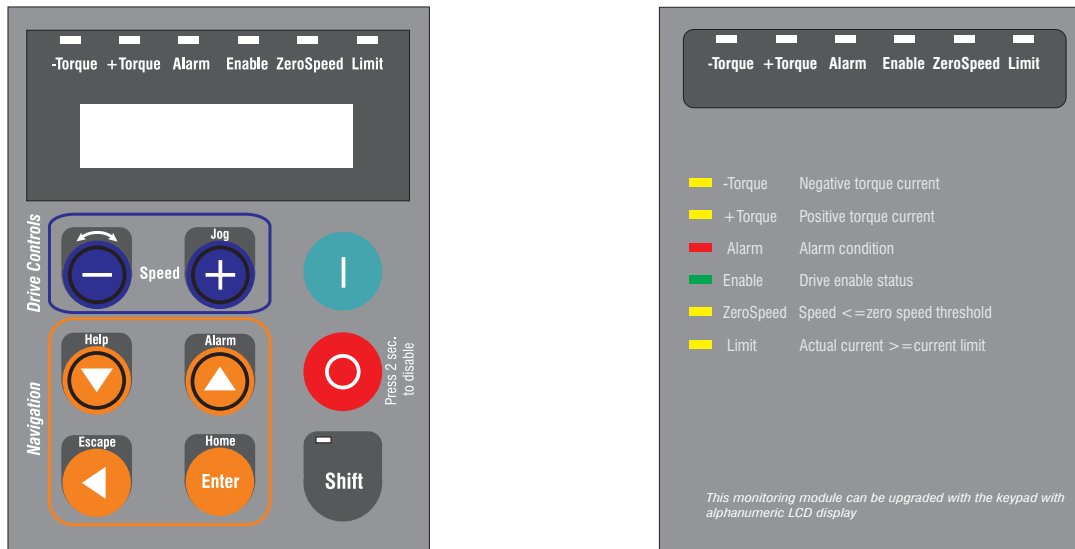 -Torque +Torque Alarm Enable ZeroSpeed Limit
Drive Controls
Jog
Speed
Navigation
Help Alarm
Press 2 sec.
to disable
Escape Home
Enter
Shift
-Torque +Torque Alarm Enable ZeroSpeed Limit
-Torque Negative torque current
+Torque Positive torque current
Alarm Alarm condition
Enable Drive enable status
ZeroSpeed Speed <=zero speed threshold
Limit Actual current >=current limit
This monitoring module can be upgraded with the keypad with
alphanumeric LCD display